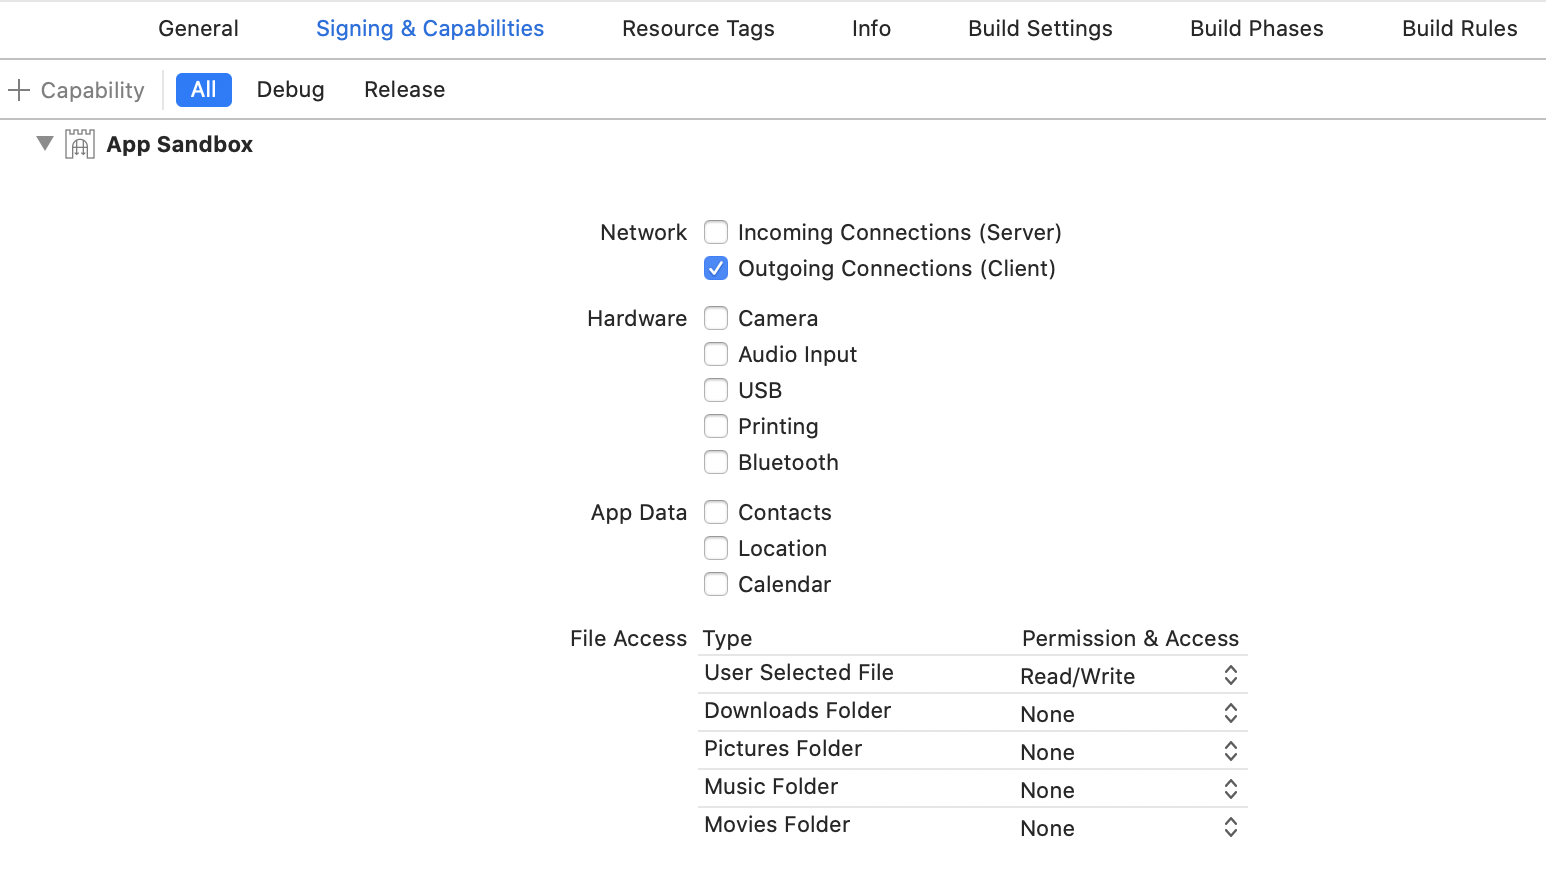 General Signing & Capabilities Resource Tags Info Build Settings Build Phases Build Rules
Capability All Debug Release
App Sandbox
Network Incoming Connections (Server)
Outgoing Connections (Client)
Hardware Camera
Audio Input
USB
Printing
Bluetooth
App Data Contacts
Location
Calendar
File Access Type Permission & Access
User Selected File Read/Write
Downloads Folder None
Pictures Folder None
Music Folder None
Movies Folder None